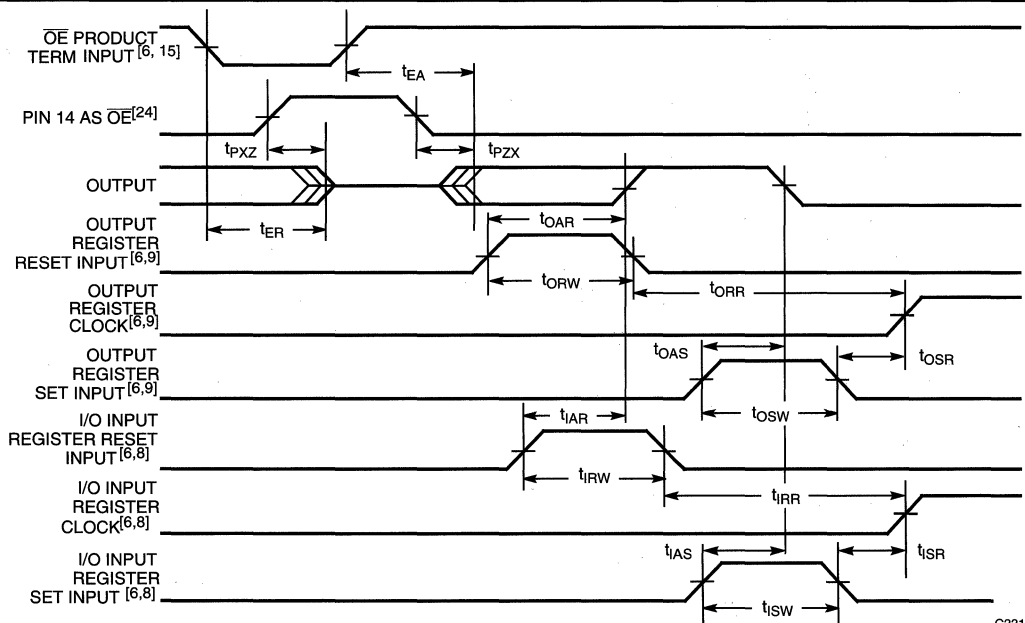 O̅E̅ PRODUCT
TERM INPUT[6, 15]
tEA
PIN 14 AS O̅E̅[24]
tPXZ
tPZX
OUTPUT
tER
tOAR
OUTPUT
REGISTER
RESET INPUT[6,9]
tORW
tORR
OUTPUT
REGISTER
CLOCK[6,9]
tOAS
tOSR
OUTPUT
REGISTER
SET INPUT[6,9]
tOSW
tIAR
I/O INPUT
REGISTER RESET
INPUT[6,8]
tIRW
tIRR
I/O INPUT
REGISTER
CLOCK[6,8]
tIAS
tISR
I/O INPUT
REGISTER
SET INPUT [6,8]
tISW